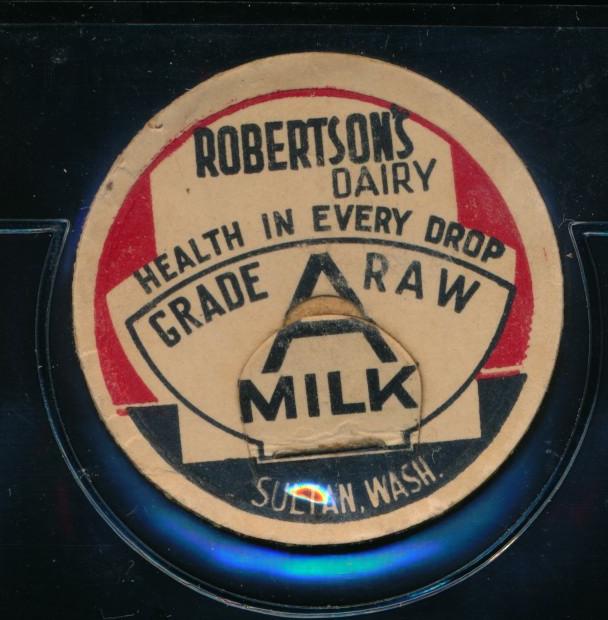 ROBERTSON'S
DAIRY
HEALTH IN EVERY DROP
GRADE A RAW
MILK
SULTAN, WASH.